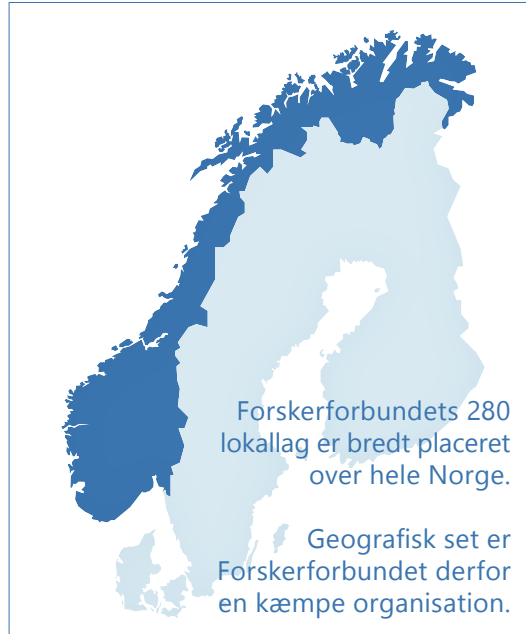 Forskerforbundets 280
lokallag er bredt placeret
over hele Norge.
Geografisk set er
Forskerforbundet derfor
en kæmpe organisation.